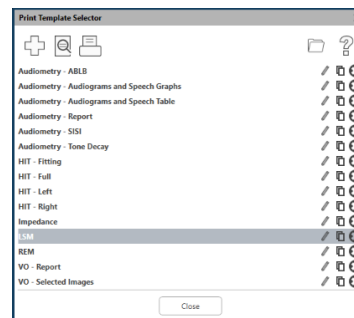 Print Template Selector
Audiometry - ABLB
Audiometry - Audiograms and Speech Graphs
Audiometry - Audiograms and Speech Table
Audiometry - Report
Audiometry - SISI
Audiometry - Tone Decay
HIT - Fitting
HIT - Full
HIT - Left
HIT - Right
Impedance
LSM
REM
VO - Report
VO - Selected Images
Close